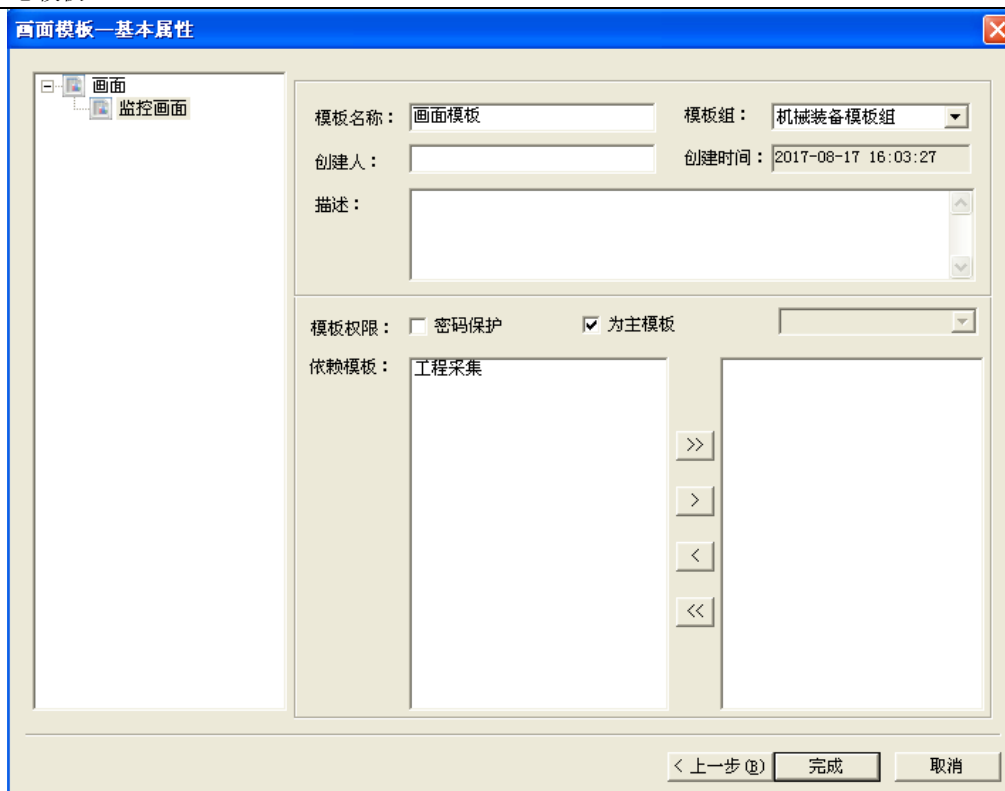 画面模板—基本属性
画面
监控画面
模板名称：
画面模板
模板组：
机械装备模板组
创建人：
创建时间：
2017-08-17 16:03:27
描述：
模板权限：
密码保护
为主模板
依赖模板：
工程采集
>>
>
<
<<
< 上一步(B)
完成
取消